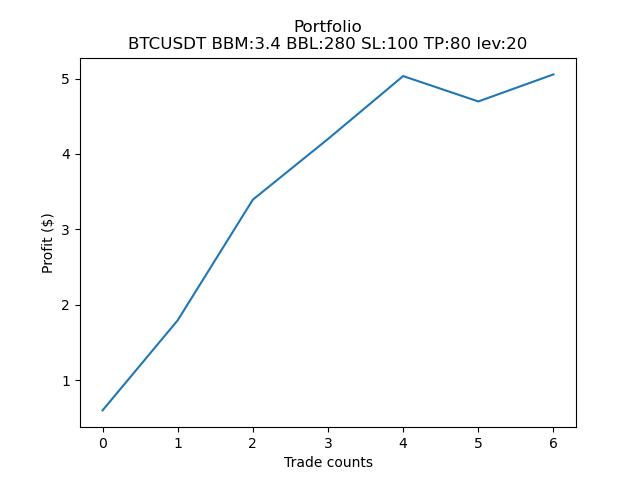 Portfolio
BTCUSDT BBM:3.4 BBL:280 SL:100 TP:80 lev:20
5
4
3
2
1
Profit ($)
0 1 2 3 4 5 6
Trade counts